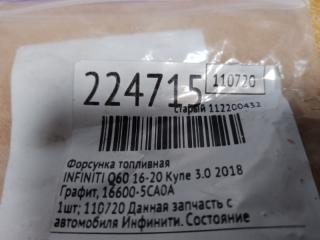 224715 110720
старый 112200432
Форсунка топливная
INFINITI Q60 16-20 Купе 3.0 2018
Графит, 16600-5CA0A
1шт; 110720 Данная запчасть с
автомобиля Инфинити. Состояние